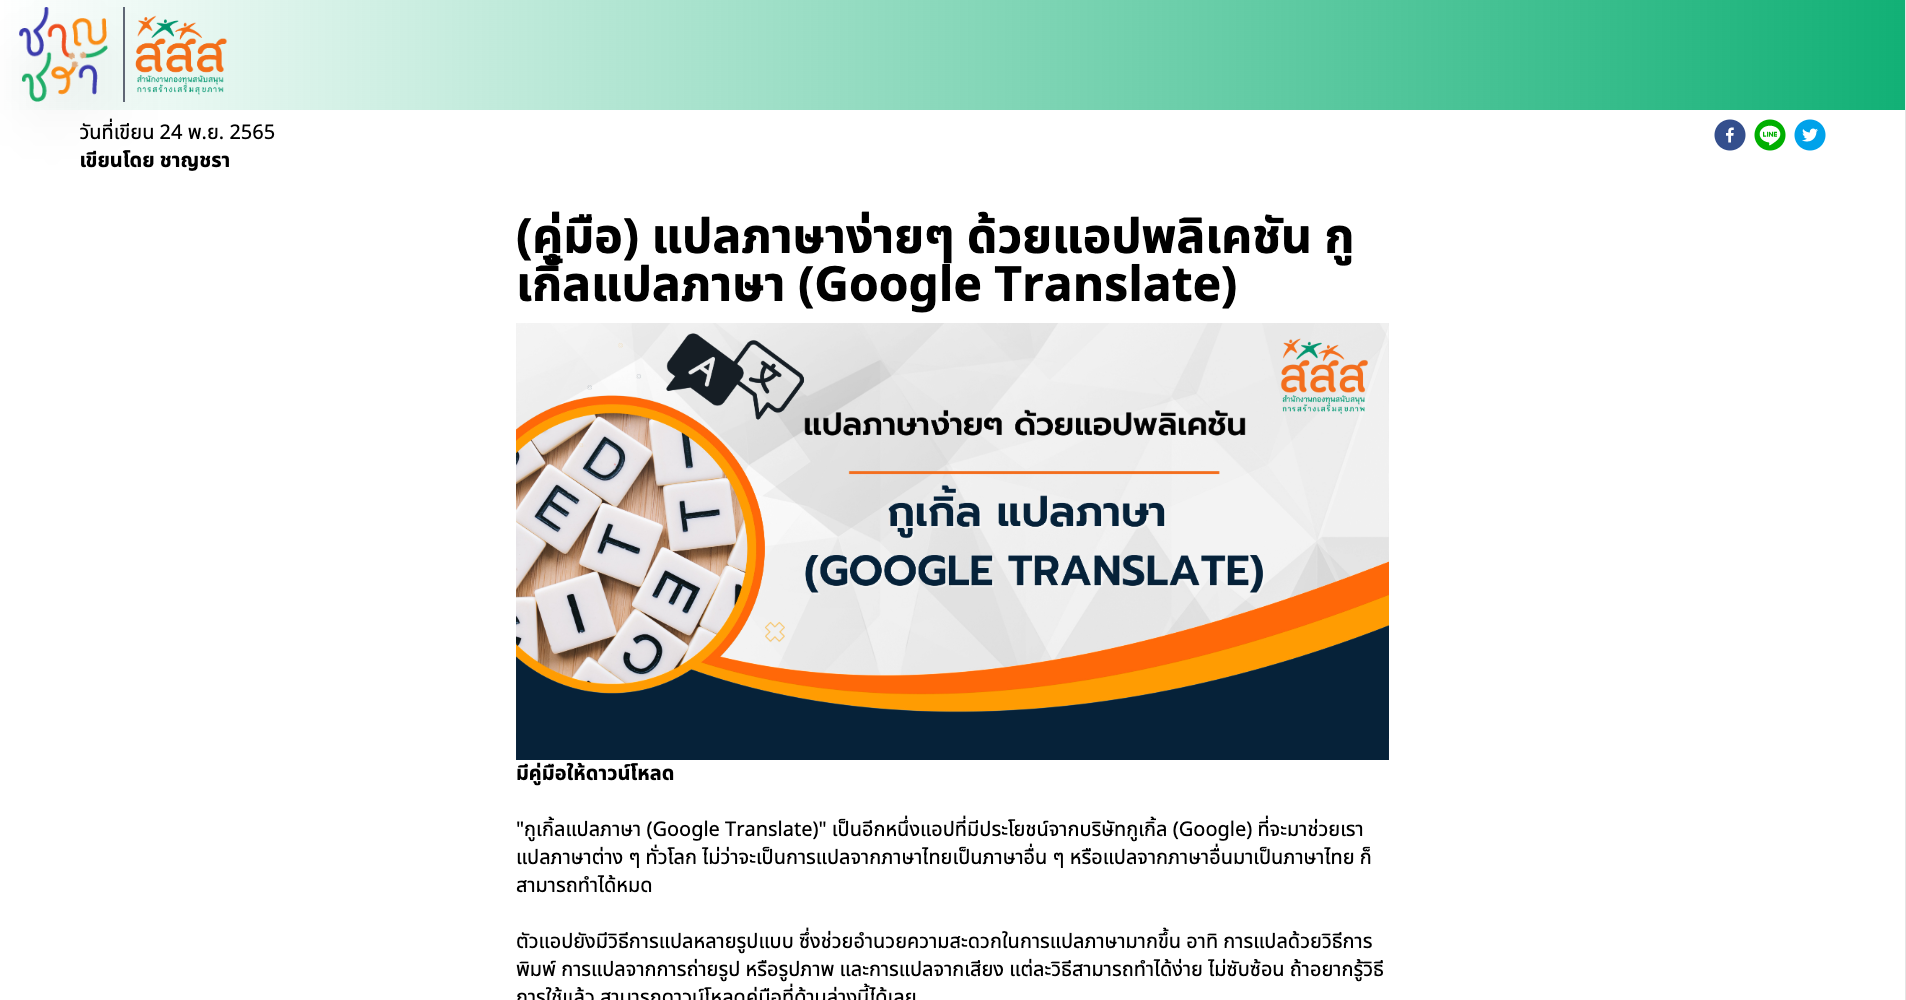 ชาญ
ชรา
สสส
สำนักงานกองทุนสนับสนุน
การสร้างเสริมสุขภาพ
วันที่เขียน 24 พ.ย. 2565
เขียนโดย ชาญชรา
LINE
(คู่มือ) แปลภาษาง่ายๆ ด้วยแอปพลิเคชัน กู
เกิ้ลแปลภาษา (Google Translate)
A 文
สสส
สำนักงานกองทุนสนับสนุน
การสร้างเสริมสุขภาพ
แปลภาษาง่ายๆ ด้วยแอปพลิเคชัน
กูเกิ้ล แปลภาษา
(GOOGLE TRANSLATE)
D I
E T
T
E
I
C
มีคู่มือให้ดาวน์โหลด
"กูเกิ้ลแปลภาษา (Google Translate)" เป็นอีกหนึ่งแอปที่มีประโยชน์จากบริษัทกูเกิ้ล (Google) ที่จะมาช่วยเรา
แปลภาษาต่าง ๆ ทั่วโลก ไม่ว่าจะเป็นการแปลจากภาษาไทยเป็นภาษาอื่น ๆ หรือแปลจากภาษาอื่นมาเป็นภาษาไทย ก็
สามารถทำได้หมด
ตัวแอปยังมีวิธีการแปลหลายรูปแบบ ซึ่งช่วยอำนวยความสะดวกในการแปลภาษามากขึ้น อาทิ การแปลด้วยวิธีการ
พิมพ์ การแปลจากการถ่ายรูป หรือรูปภาพ และการแปลจากเสียง แต่ละวิธีสามารถทำได้ง่าย ไม่ซับซ้อน ถ้าอยากรู้วิธี
การใช้แล้ว สามารถดาวน์โหลดคู่มือที่ด้านล่างนี้ได้เลย